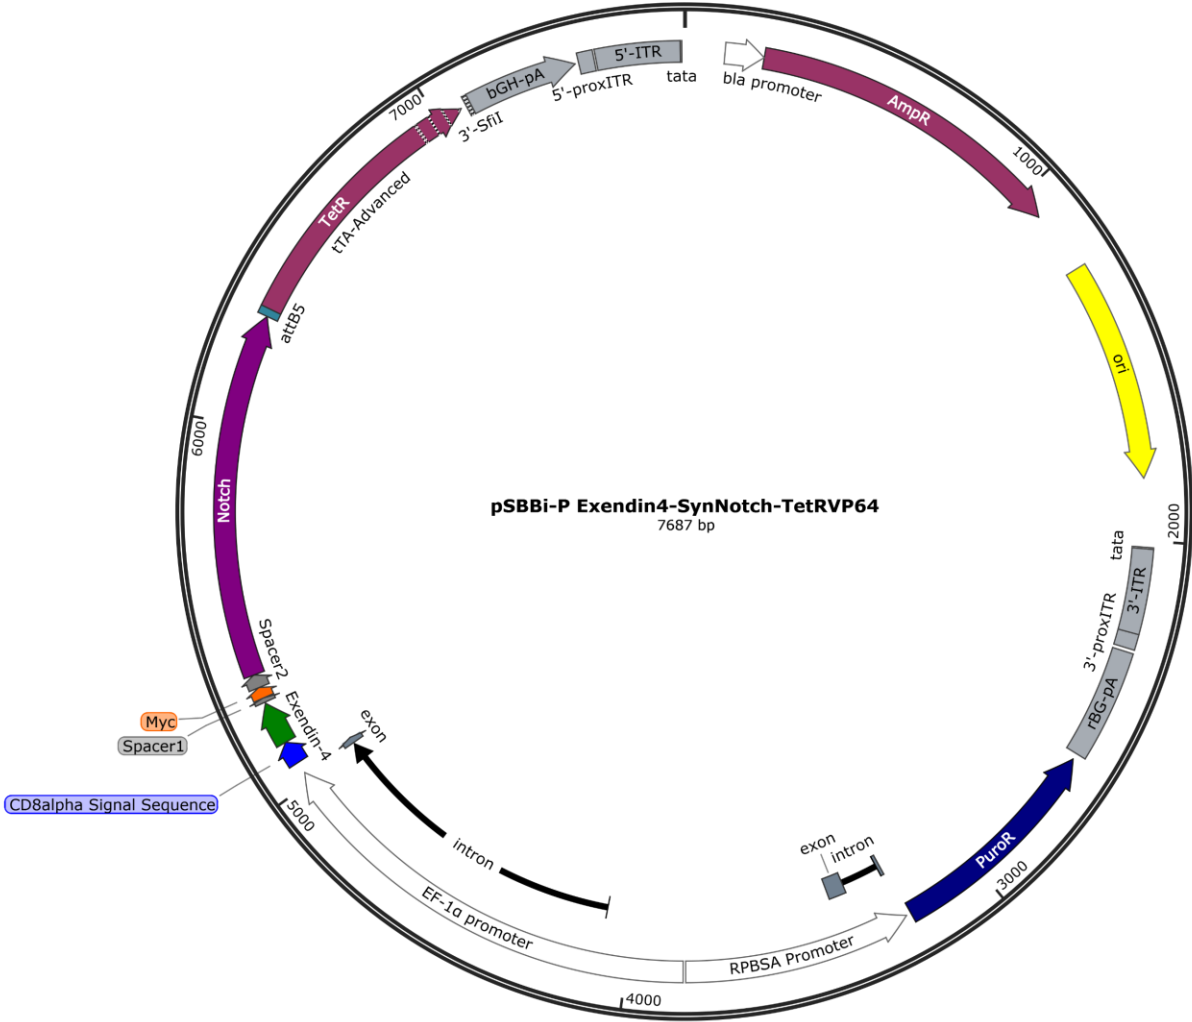 tata
bla promoter
AmpR
1000
ori
2000
tata
3'-ITR
3'-proxITR
rBG-pA
PuroR
3000
exon
intron
RPBSA Promoter
4000
EF-1α promoter
intron
exon
5000
CD8alpha Signal Sequence
Exendin-4
Spacer1
Myc
Spacer2
Notch
6000
attB5
TetR
tTA-Advanced
7000
3'-SfiI
bGH-pA
5'-proxITR
5'-ITR
pSBBi-P Exendin4-SynNotch-TetRVP64
7687 bp